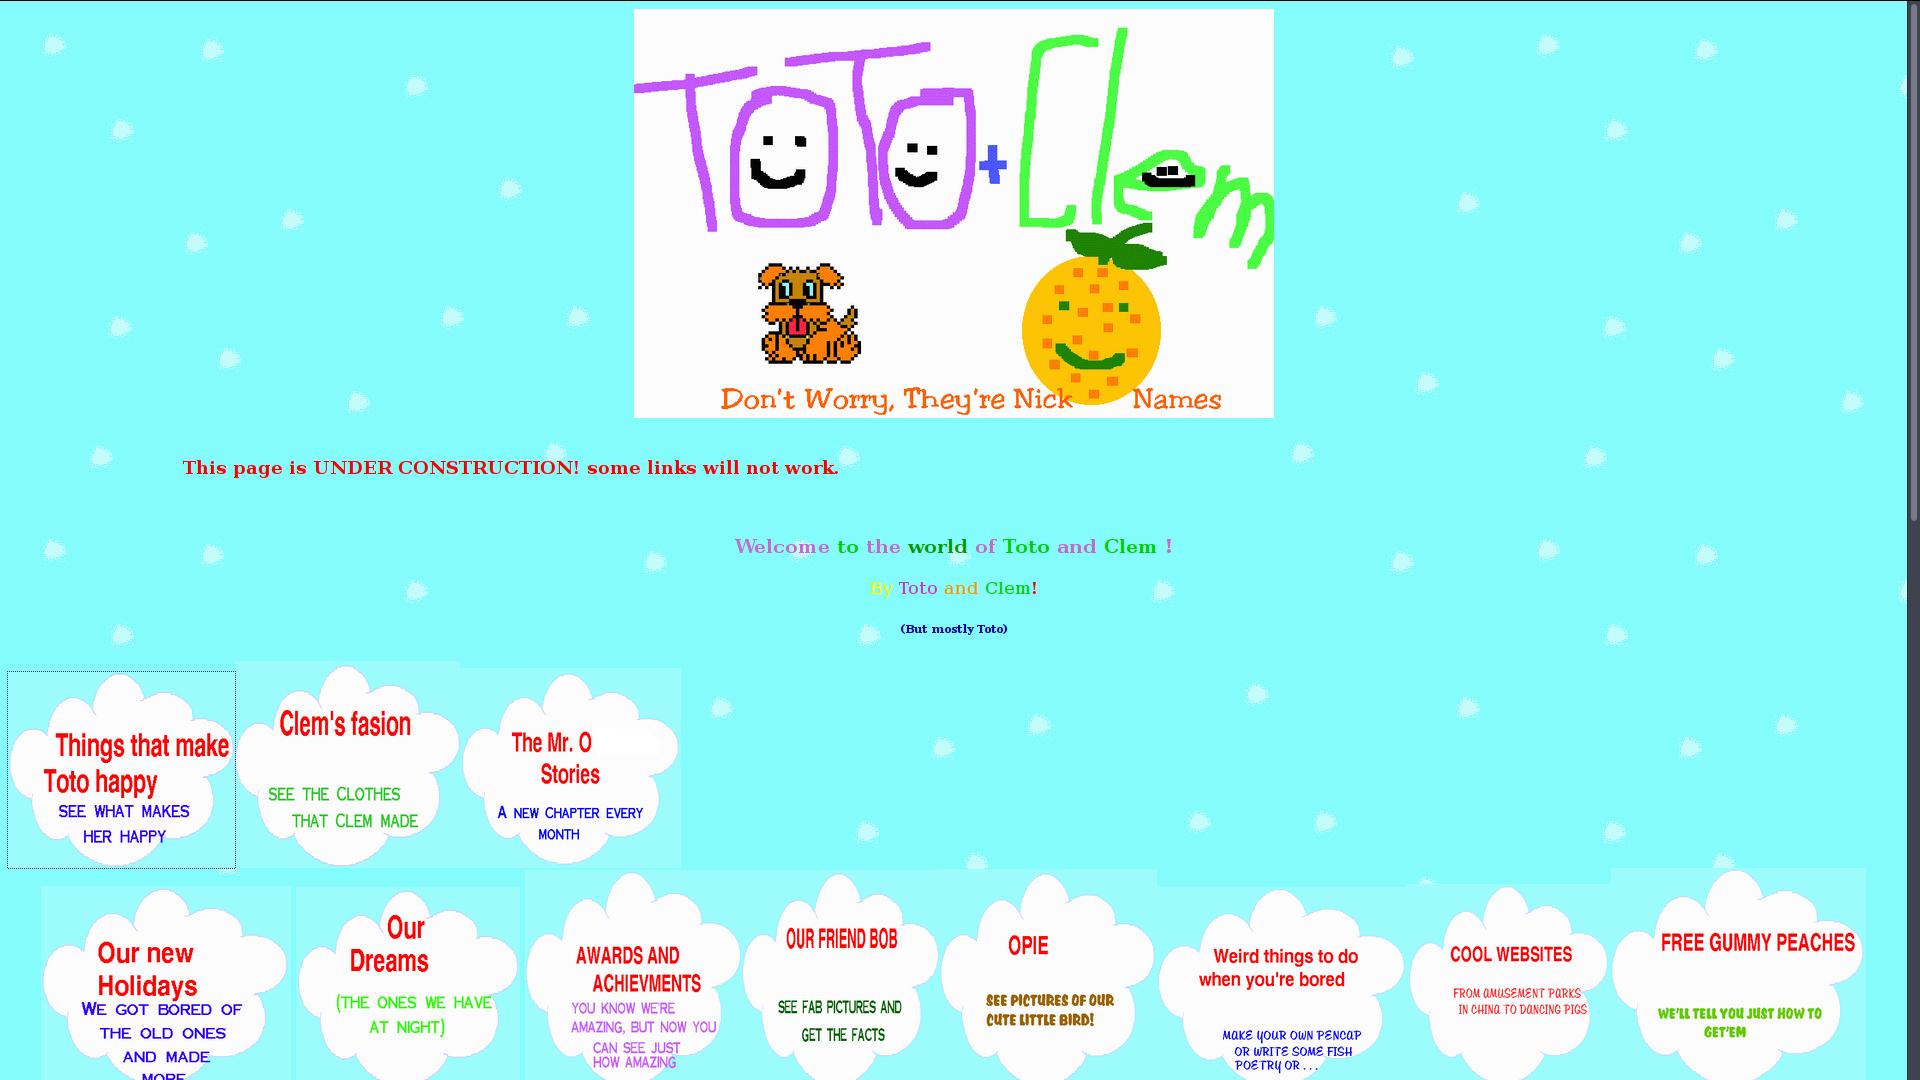 ToTo + Clem
Don't Worry, They're Nick Names
This page is UNDER CONSTRUCTION! some links will not work.
Welcome to the world of Toto and Clem !
By Toto and Clem!
(But mostly Toto)
Things that make
Toto happy
SEE WHAT MAKES
HER HAPPY
Clem's fasion
SEE THE CLOTHES
THAT CLEM MADE
The Mr. O
Stories
A NEW CHAPTER EVERY
MONTH
Our new
Holidays
WE GOT BORED OF
THE OLD ONES
AND MADE
MORE
Our
Dreams
(THE ONES WE HAVE
AT NIGHT)
AWARDS AND
ACHIEVMENTS
YOU KNOW WE'RE
AMAZING, BUT NOW YOU
CAN SEE JUST
HOW AMAZING
OUR FRIEND BOB
SEE FAB PICTURES AND
GET THE FACTS
OPIE
SEE PICTURES OF OUR
CUTE LITTLE BIRD!
Weird things to do
when you're bored
MAKE YOUR OWN PENCAP
OR WRITE SOME FISH
POETRY OR . . .
COOL WEBSITES
FROM AMUSEMENT PARKS
IN CHINA TO DANCING PIGS
FREE GUMMY PEACHES
WE'LL TELL YOU JUST HOW TO
GET'EM